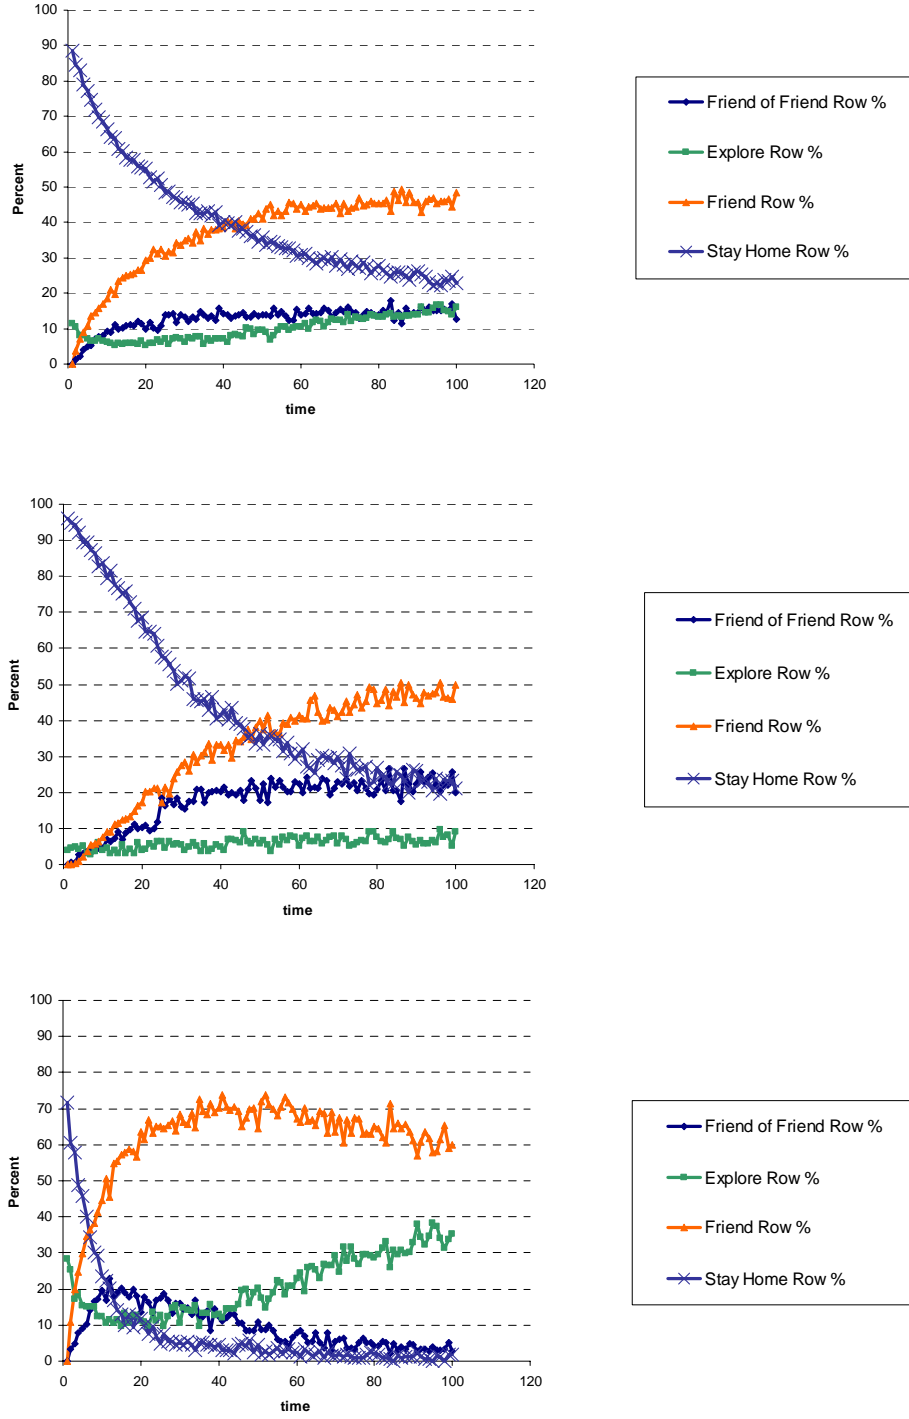 100
90
80
70
60
50
40
30
20
10
0
Percent
0 20 40 60 80 100 120
time
Friend of Friend Row %
Explore Row %
Friend Row %
Stay Home Row %
100
90
80
70
60
50
40
30
20
10
0
Percent
0 20 40 60 80 100 120
time
Friend of Friend Row %
Explore Row %
Friend Row %
Stay Home Row %
100
90
80
70
60
50
40
30
20
10
0
Percent
0 20 40 60 80 100 120
time
Friend of Friend Row %
Explore Row %
Friend Row %
Stay Home Row %